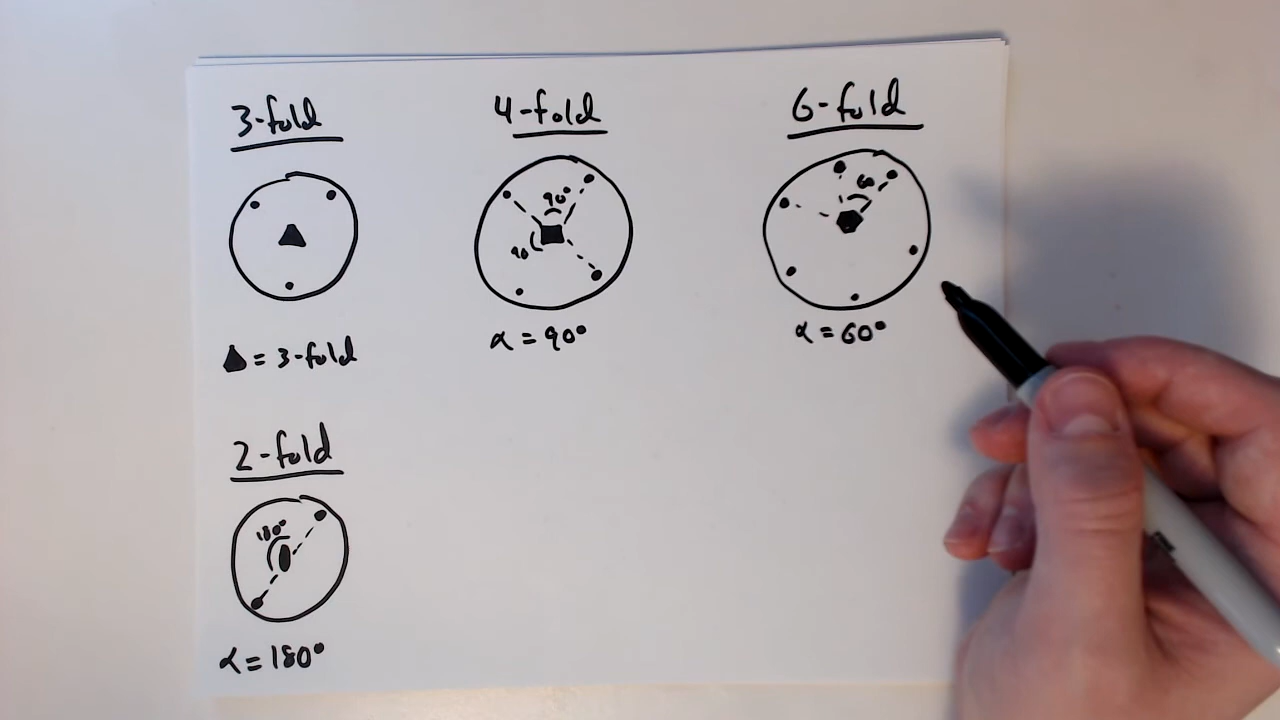 3-fold
▲ = 3-fold
4-fold
90°
90
α = 90°
6-fold
60
α = 60°
2-fold
180°
α = 180°